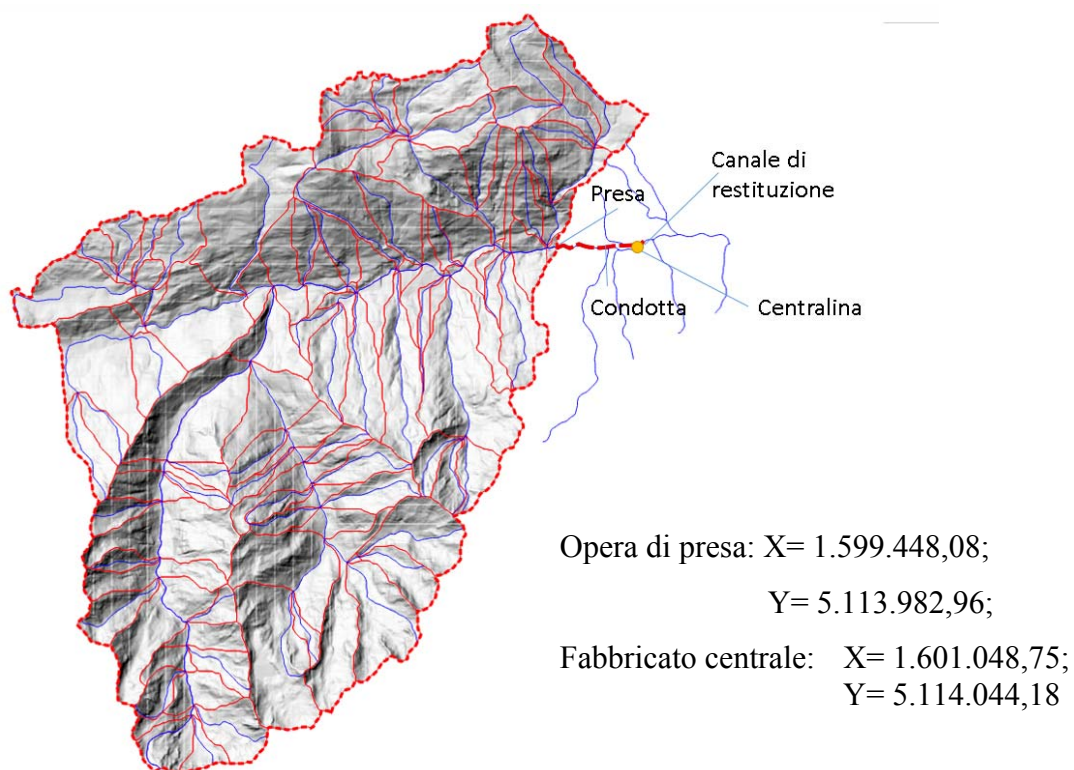 Canale di
restituzione
Presa
Condotta
Centralina
Opera di presa: X= 1.599.448,08;
Y= 5.113.982,96;
Fabbricato centrale: X= 1.601.048,75;
Y= 5.114.044,18